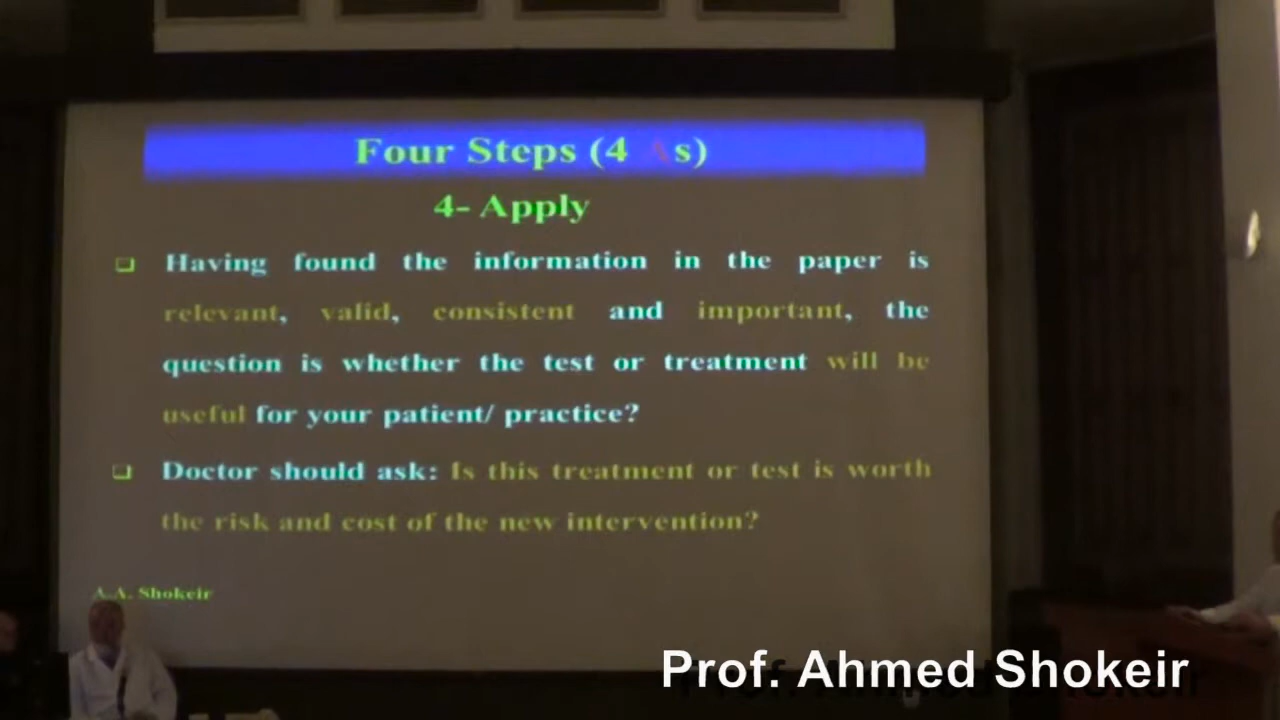 Four Steps (4 As)
4- Apply
Having found the information in the paper is
relevant, valid, consistent and important, the
question is whether the test or treatment will be
useful for your patient/ practice?
Doctor should ask: Is this treatment or test is worth
the risk and cost of the new intervention?
A.A. Shokeir
Prof. Ahmed Shokeir